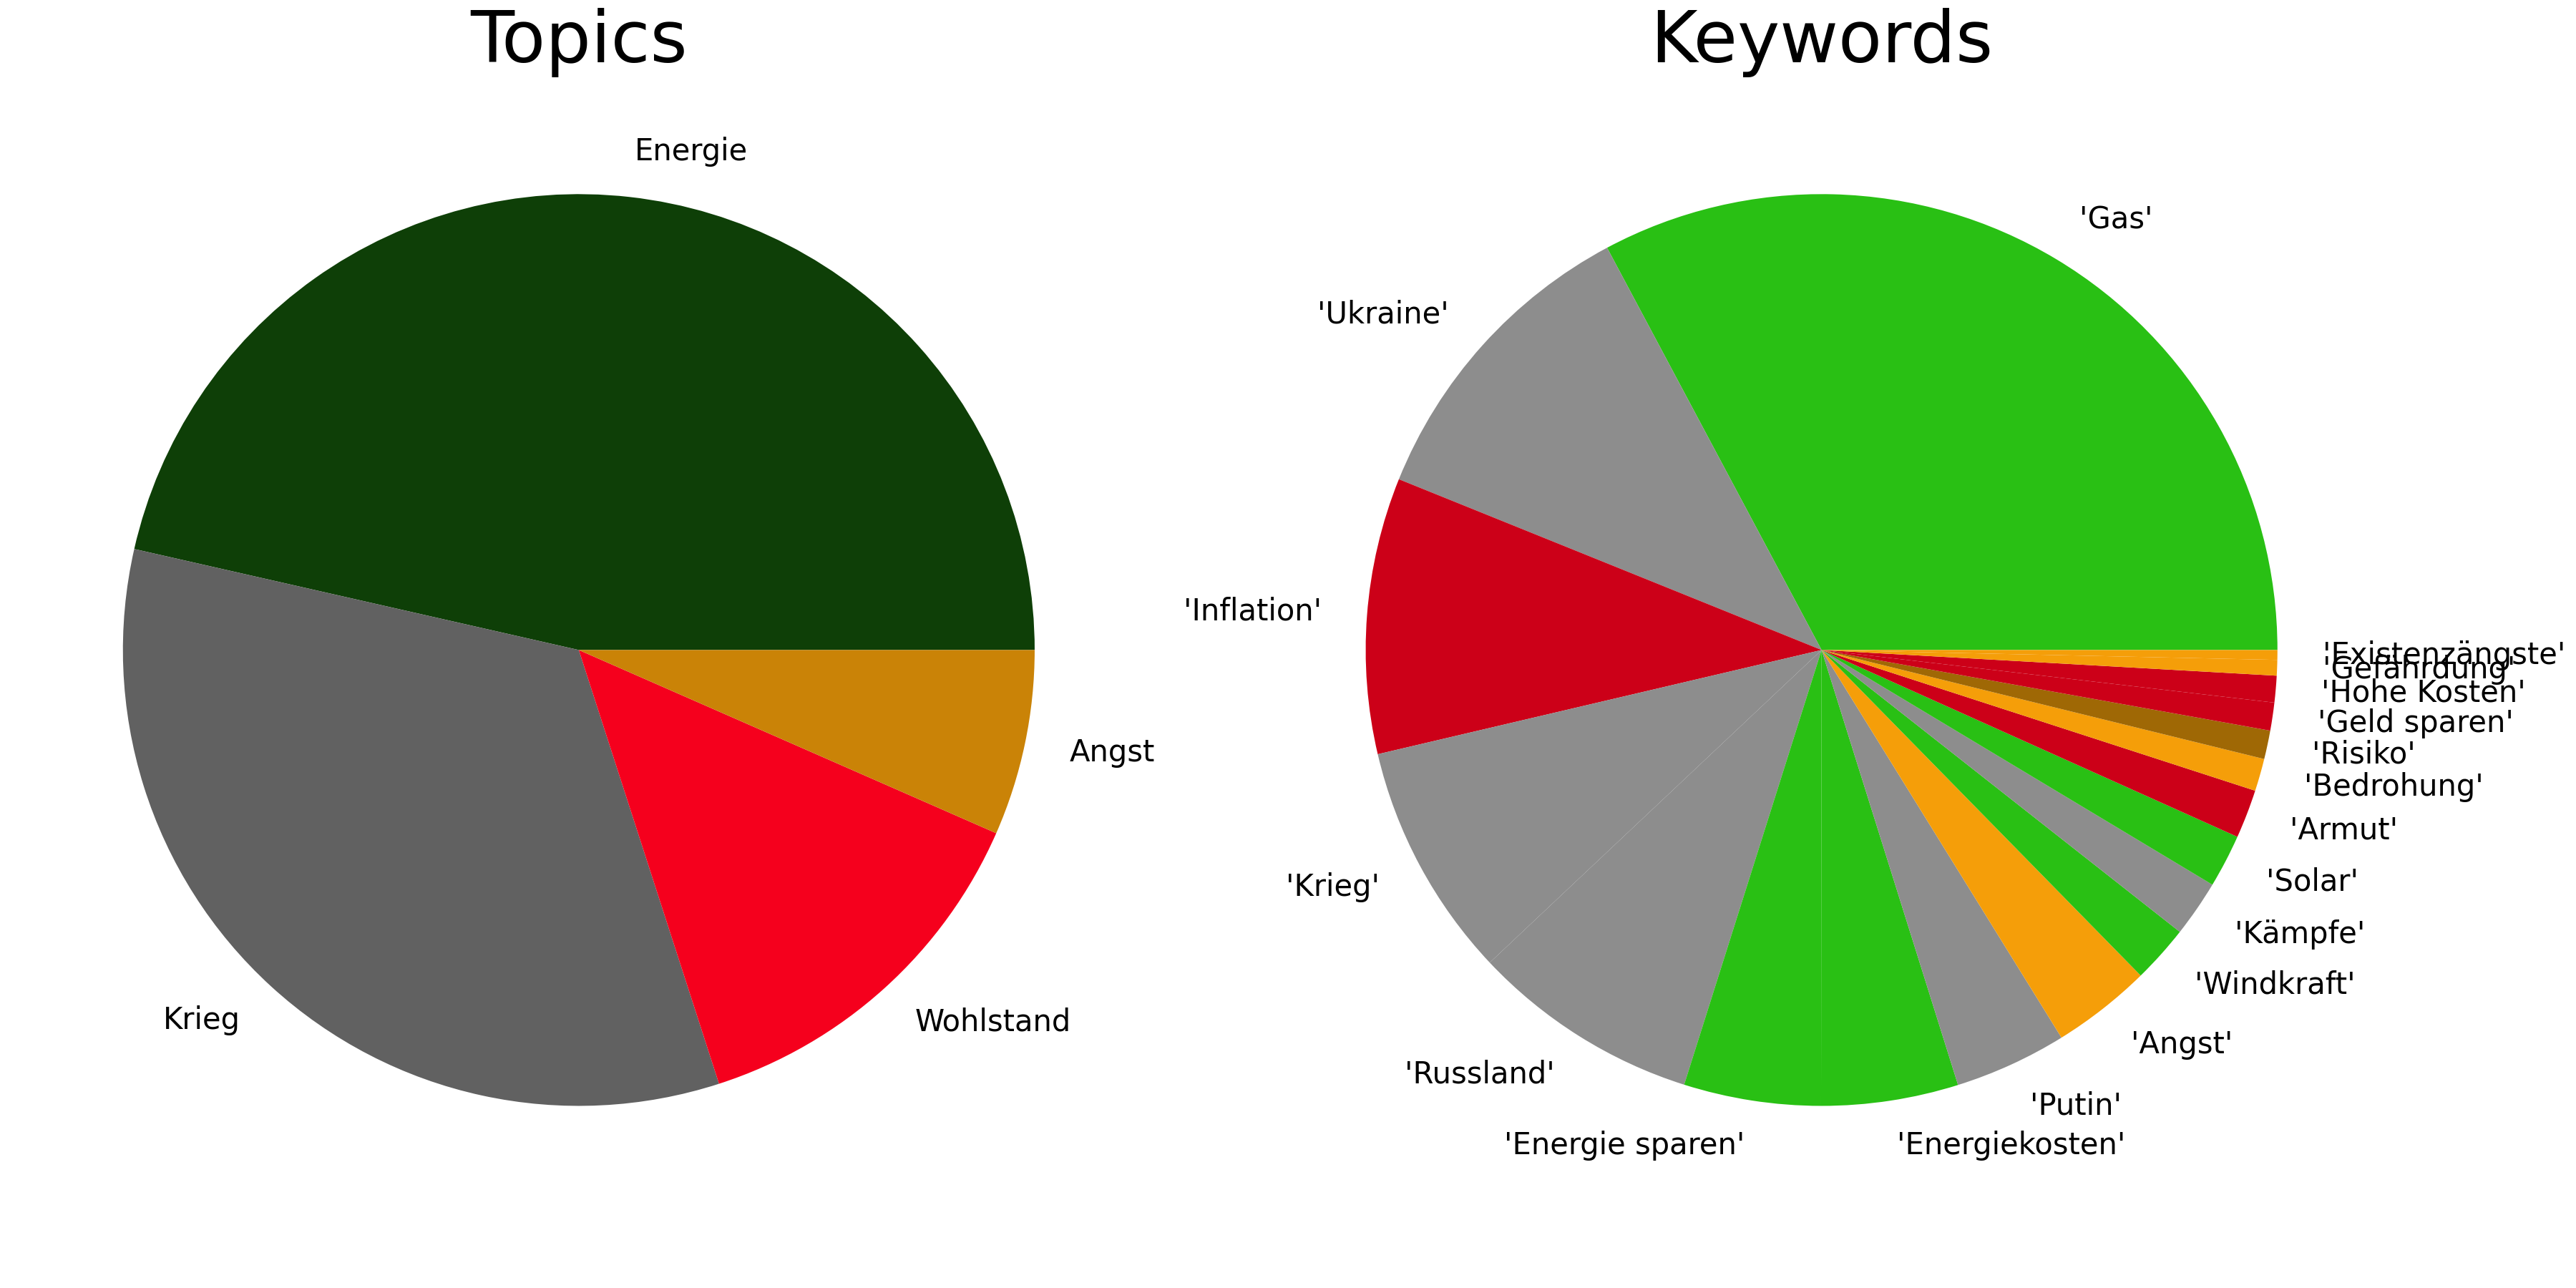 Topics
Energie
Krieg
Wohlstand
Angst
Keywords
'Gas'
'Ukraine'
'Inflation'
'Krieg'
'Russland'
'Energie sparen'
'Energiekosten'
'Putin'
'Angst'
'Windkraft'
'Kämpfe'
'Solar'
'Armut'
'Bedrohung'
'Risiko'
'Geld sparen'
'Hohe Kosten'
'Gefährdung'
'Existenzängste'